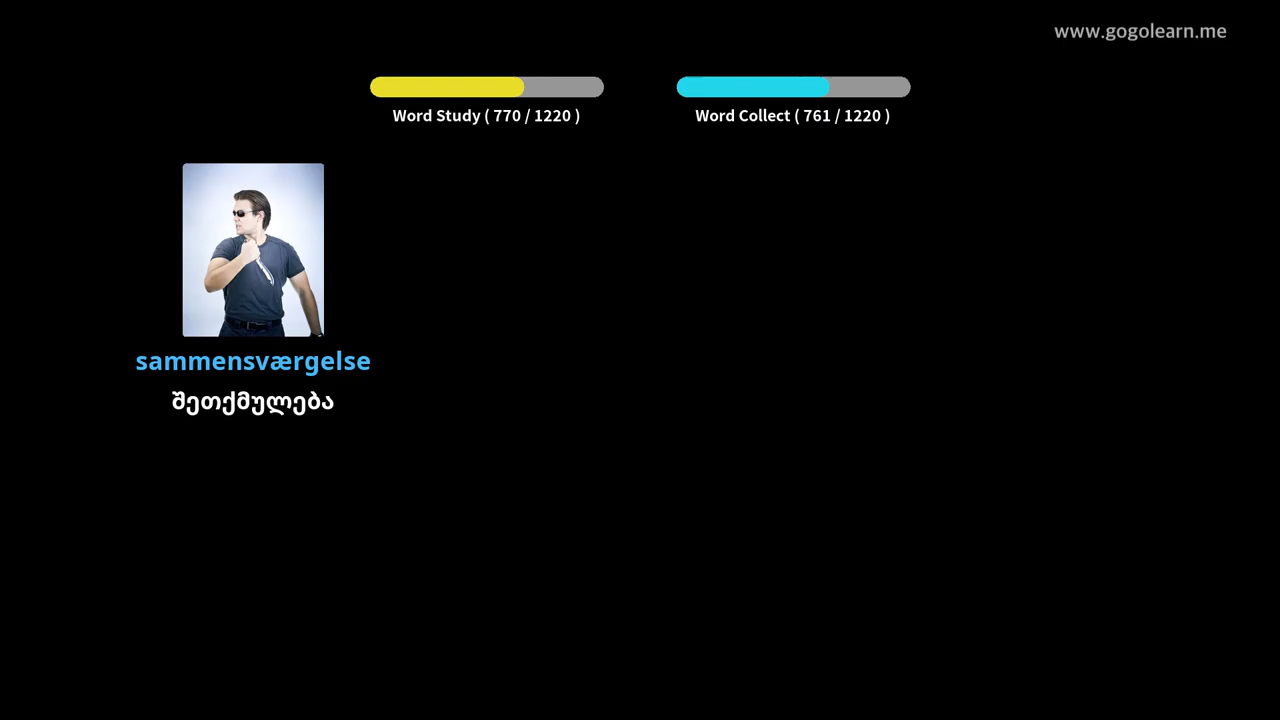 www.gogolearn.me
Word Study ( 770 / 1220 )
Word Collect ( 761 / 1220 )
sammensværgelse
შეთქმულება